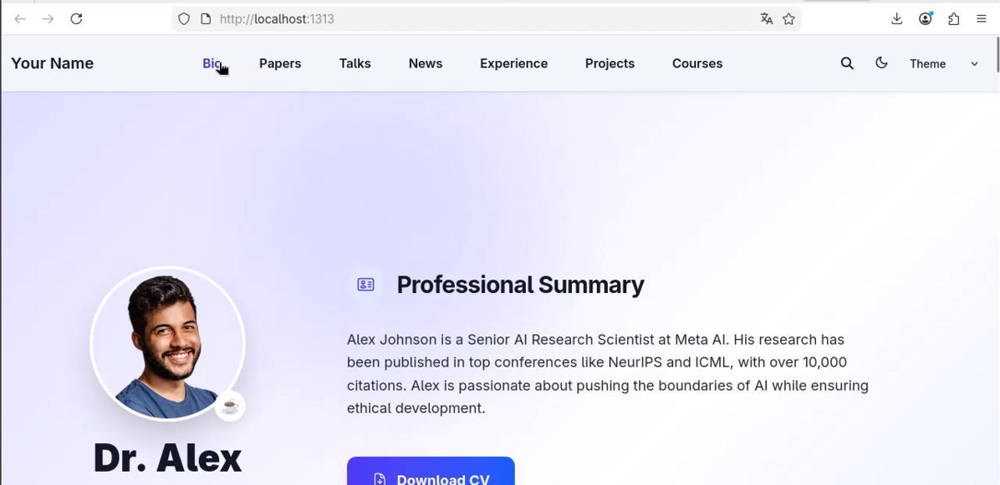 http://localhost:1313
Your Name
Bio
Papers
Talks
News
Experience
Projects
Courses
Theme
Professional Summary
Alex Johnson is a Senior AI Research Scientist at Meta AI. His research has
been published in top conferences like NeurIPS and ICML, with over 10,000
citations. Alex is passionate about pushing the boundaries of AI while ensuring
ethical development.
Dr. Alex
Download CV